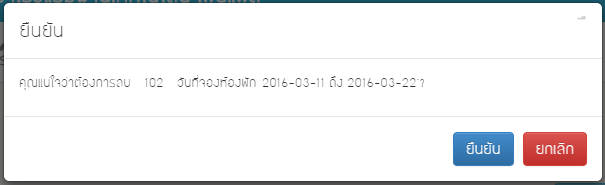 ยืนยัน
คุณแน่ใจว่าต้องการลบ 102 วันที่จองห้องพัก 2016-03-11 ถึง 2016-03-22 ?
ยืนยัน ยกเลิก